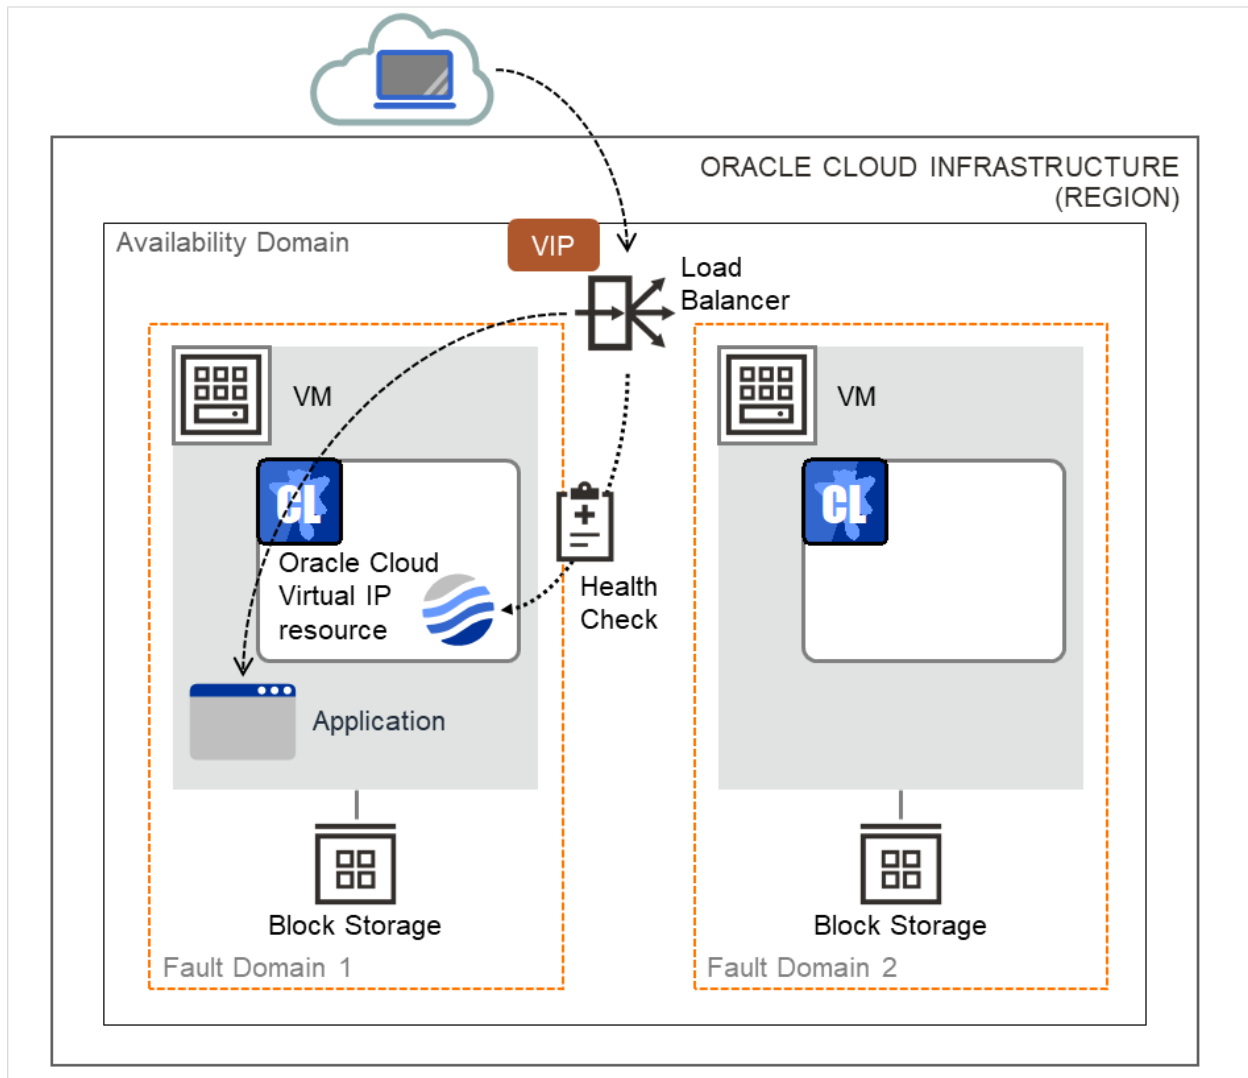 ORACLE CLOUD INFRASTRUCTURE
(REGION)
Availability Domain
VIP
Load
Balancer
VM
CL
Oracle Cloud
Virtual IP
resource
Health
Check
Application
Block Storage
Fault Domain 1
VM
CL
Block Storage
Fault Domain 2